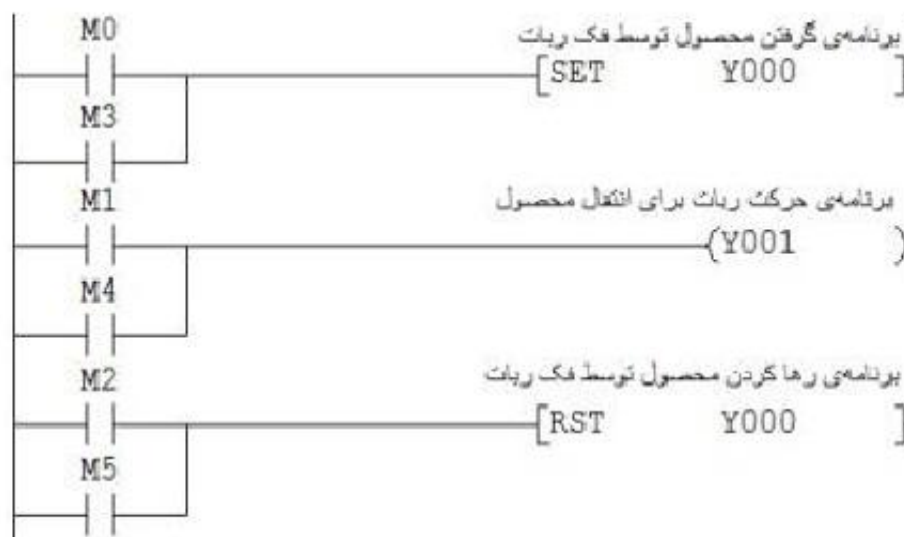 M0
برنامه‌ی گرفتن محصول توسط فک ربات
[SET Y000 ]
M3
M1
برنامه‌ی حرکت ربات برای انتقال محصول
(Y001 )
M4
M2
برنامه‌ی رها کردن محصول توسط فک ربات
[RST Y000 ]
M5